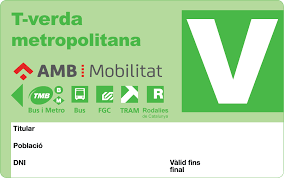 T-verda
metropolitana
V
AMB Mobilitat
TMB B M R FGC
Bus i Metro Bus FGC TRAM Rodalies
de Catalunya
Titular
Població
DNI Vàlid fins
final